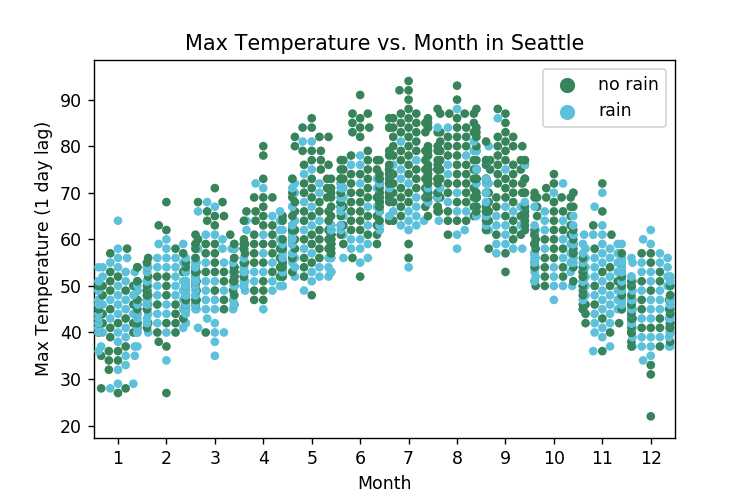 Max Temperature vs. Month in Seattle
no rain
rain
90
80
70
60
50
40
30
20
Max Temperature (1 day lag)
1 2 3 4 5 6 7 8 9 10 11 12
Month